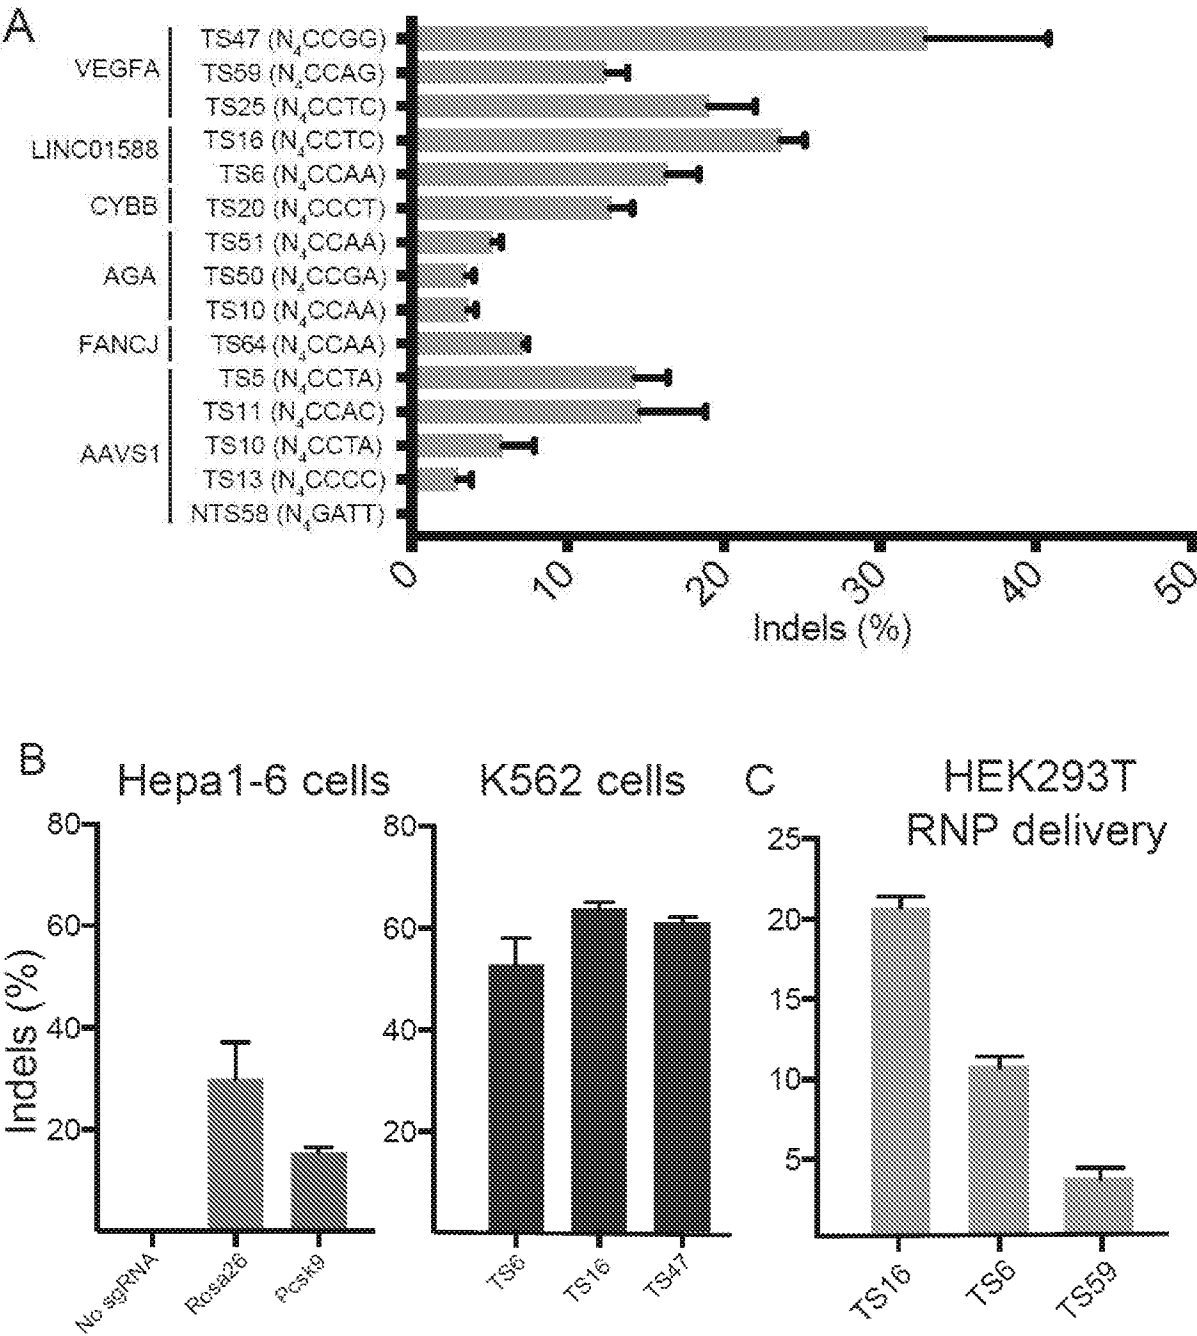 A
VEGFA
TS47 (N4CCGG)
TS59 (N4CCAG)
TS25 (N4CCTC)
LINC01588
TS16 (N4CCTC)
TS6 (N4CCAA)
CYBB
TS20 (N4CCCT)
AGA
TS51 (N4CCAA)
TS50 (N4CCGA)
TS10 (N4CCAA)
FANCJ
TS64 (N4CCAA)
AAVS1
TS5 (N4CCTA)
TS11 (N4CCAC)
TS10 (N4CCTA)
TS13 (N4CCCC)
NTS58 (N4GATT)
0 10 20 30 40 50
Indels (%)
B
Hepa1-6 cells
Indels (%)
80
60
40
20
No sgRNA Rosa26 Pcsk9
K562 cells
80
60
40
20
TS6 TS16 TS47
C
HEK293T
RNP delivery
25
20
15
10
5
TS16 TS6 TS59